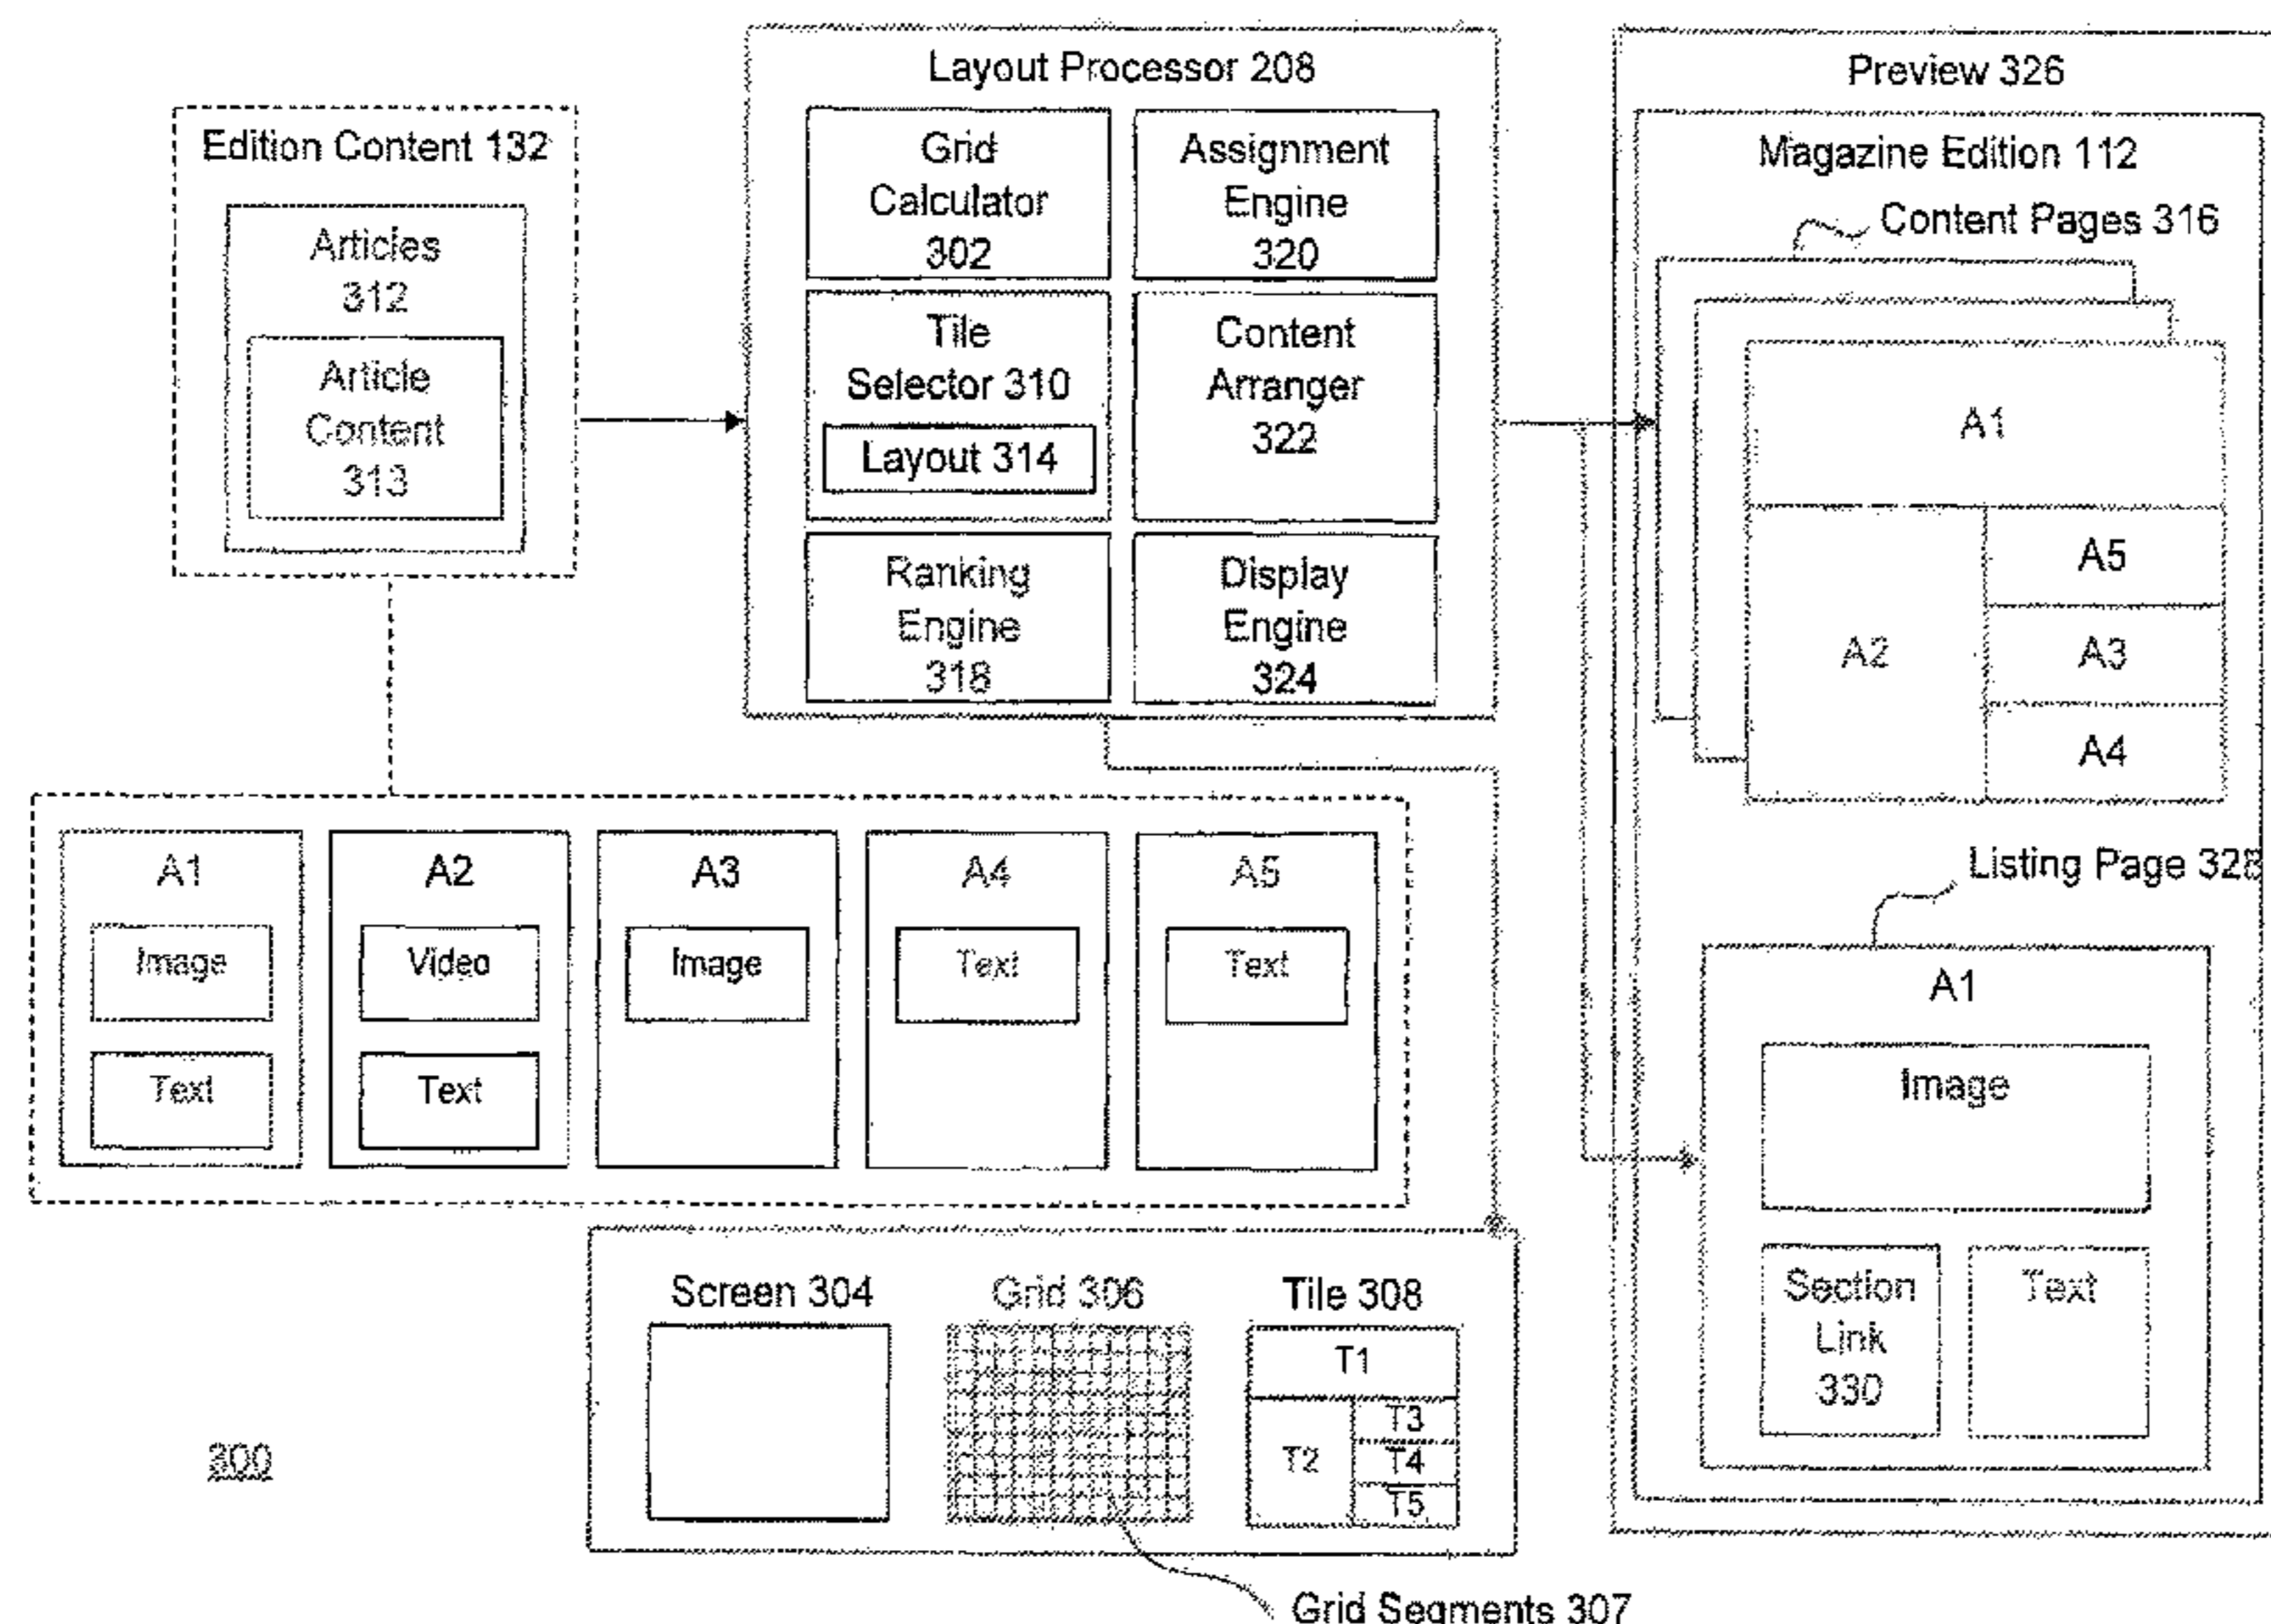 Edition Content 132
Articles
312
Article
Content
313
Layout Processor 208
Grid
Calculator
302
Assignment
Engine
320
Tile
Selector 310
Layout 314
Content
Arranger
322
Ranking
Engine
318
Display
Engine
324
Preview 326
Magazine Edition 112
Content Pages 316
A1
A2
A5
A3
A4
Listing Page 328
A1
Image
Section
Link
330
Text
A1
Image
Text
A2
Video
Text
A3
Image
A4
Text
A5
Text
Screen 304
Grid 306
Tile 308
T1
T2
T3
T4
T5
Grid Segments 307
300